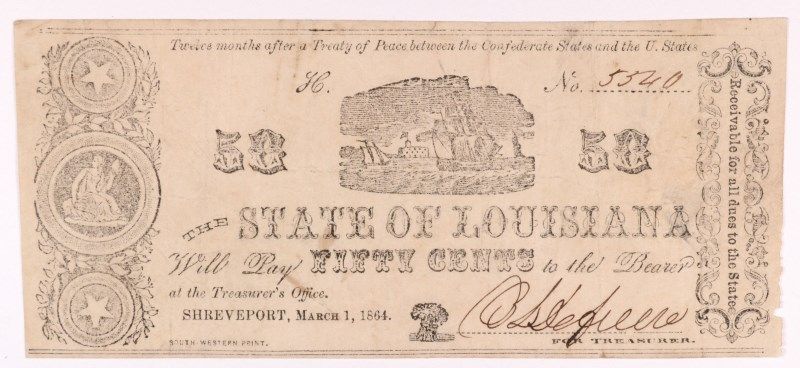 Twelve months after a Treaty of Peace between the Confederate States and the U. States
H. No. 5540
50 50
THE STATE OF LOUISIANA
Will Pay FIFTY CENTS to the Bearer
at the Treasurer's Office.
SHREVEPORT, MARCH 1, 1864.
FOR TREASURER.
SOUTH-WESTERN PRINT.
Receivable for all dues to the State